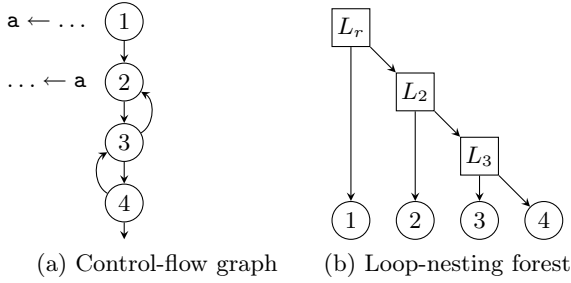 a ← ...
1
... ← a
2
3
4
(a) Control-flow graph
L_r
L_2
L_3
1 2 3 4
(b) Loop-nesting forest